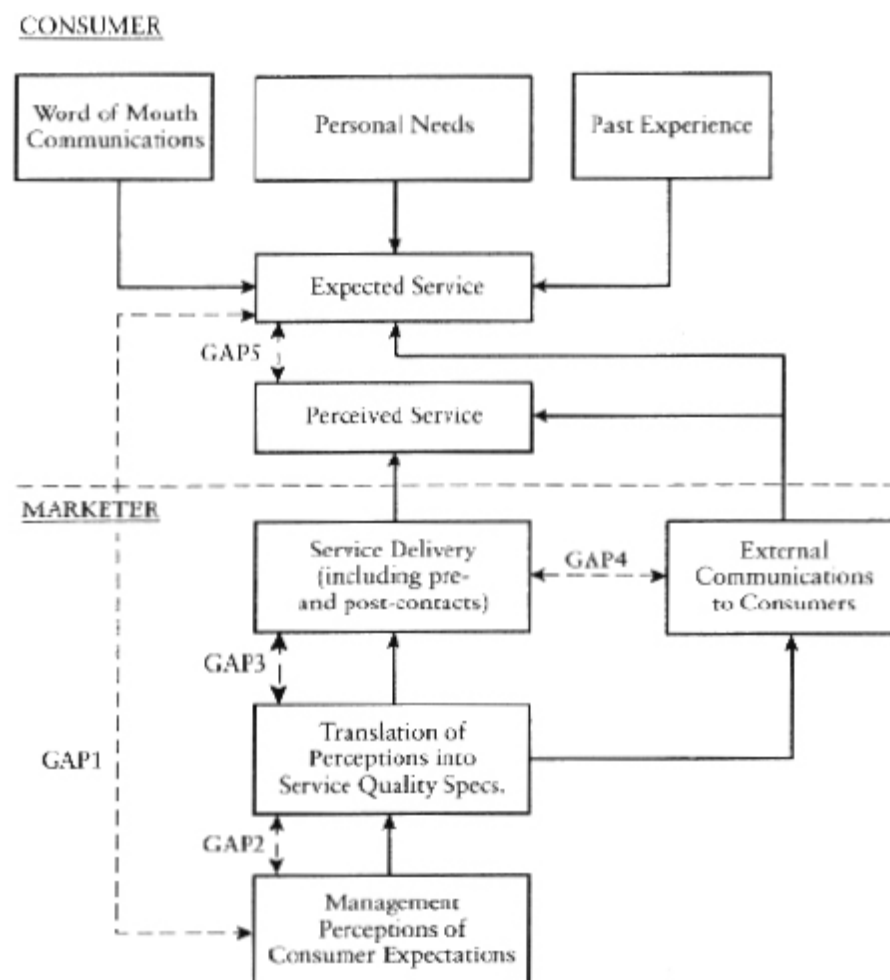 CONSUMER
Word of Mouth
Communications
Personal Needs
Past Experience
Expected Service
GAP5
Perceived Service
MARKETER
Service Delivery
(including pre-
and post-contacts)
GAP4
External
Communications
to Consumers
GAP3
Translation of
Perceptions into
Service Quality Specs.
GAP1
GAP2
Management
Perceptions of
Consumer Expectations